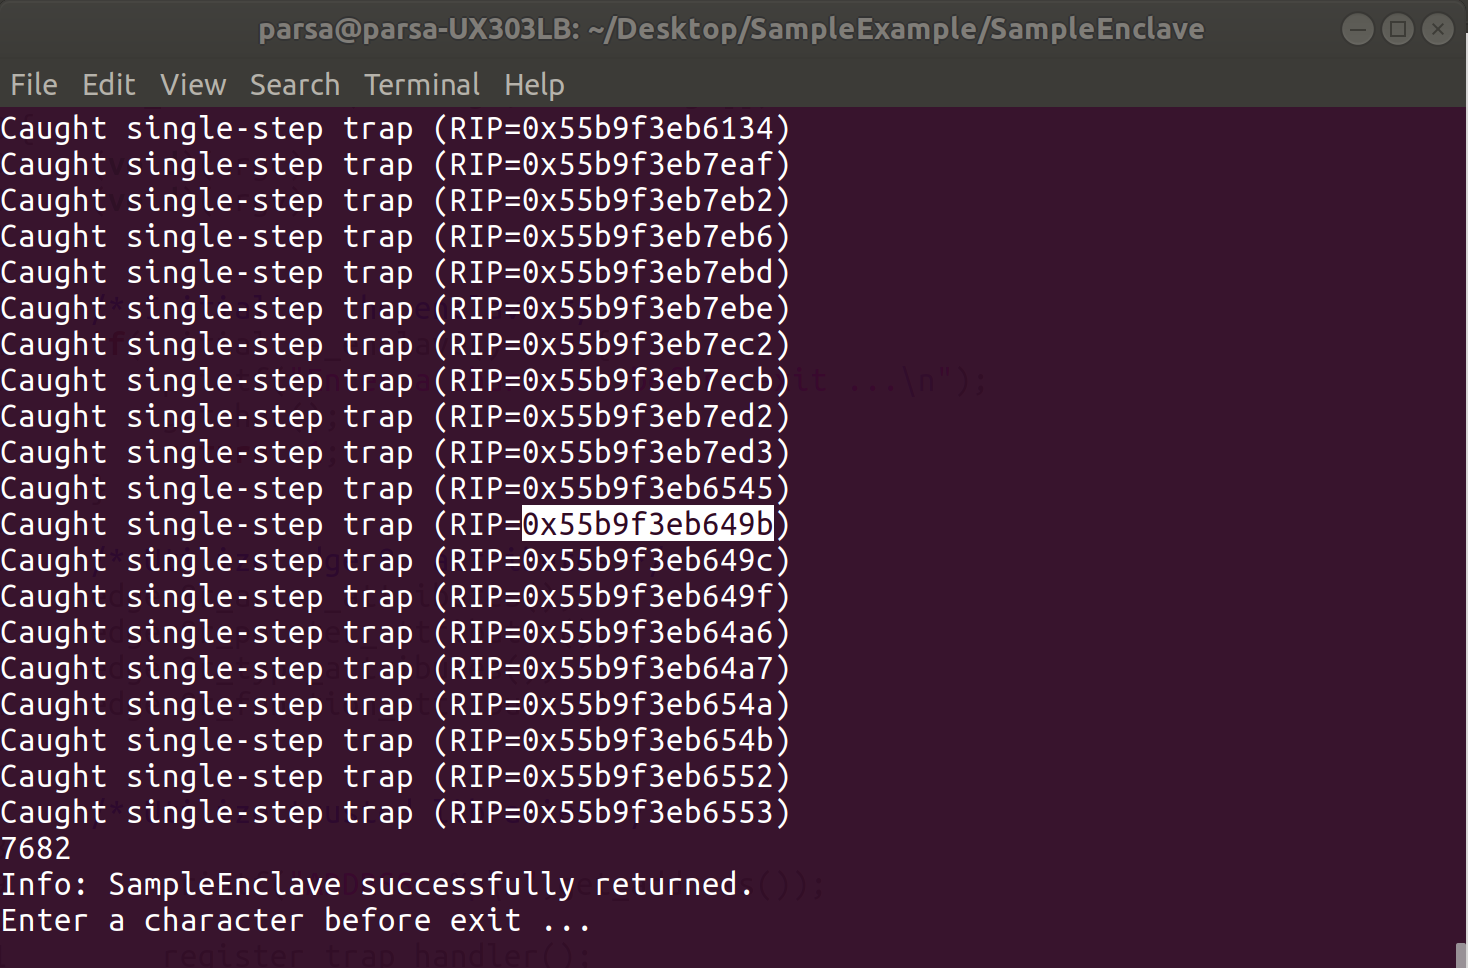 parsa@parsa-UX303LB: ~/Desktop/SampleExample/SampleEnclave
File Edit View Search Terminal Help
Caught single-step trap (RIP=0x55b9f3eb6134)
Caught single-step trap (RIP=0x55b9f3eb7eaf)
Caught single-step trap (RIP=0x55b9f3eb7eb2)
Caught single-step trap (RIP=0x55b9f3eb7eb6)
Caught single-step trap (RIP=0x55b9f3eb7ebd)
Caught single-step trap (RIP=0x55b9f3eb7ebe)
Caught single-step trap (RIP=0x55b9f3eb7ec2)
Caught single-step trap (RIP=0x55b9f3eb7ecb)
Caught single-step trap (RIP=0x55b9f3eb7ed2)
Caught single-step trap (RIP=0x55b9f3eb7ed3)
Caught single-step trap (RIP=0x55b9f3eb6545)
Caught single-step trap (RIP=0x55b9f3eb649b)
Caught single-step trap (RIP=0x55b9f3eb649c)
Caught single-step trap (RIP=0x55b9f3eb649f)
Caught single-step trap (RIP=0x55b9f3eb64a6)
Caught single-step trap (RIP=0x55b9f3eb64a7)
Caught single-step trap (RIP=0x55b9f3eb654a)
Caught single-step trap (RIP=0x55b9f3eb654b)
Caught single-step trap (RIP=0x55b9f3eb6552)
Caught single-step trap (RIP=0x55b9f3eb6553)
7682
Info: SampleEnclave successfully returned.
Enter a character before exit ...
register trap handler();